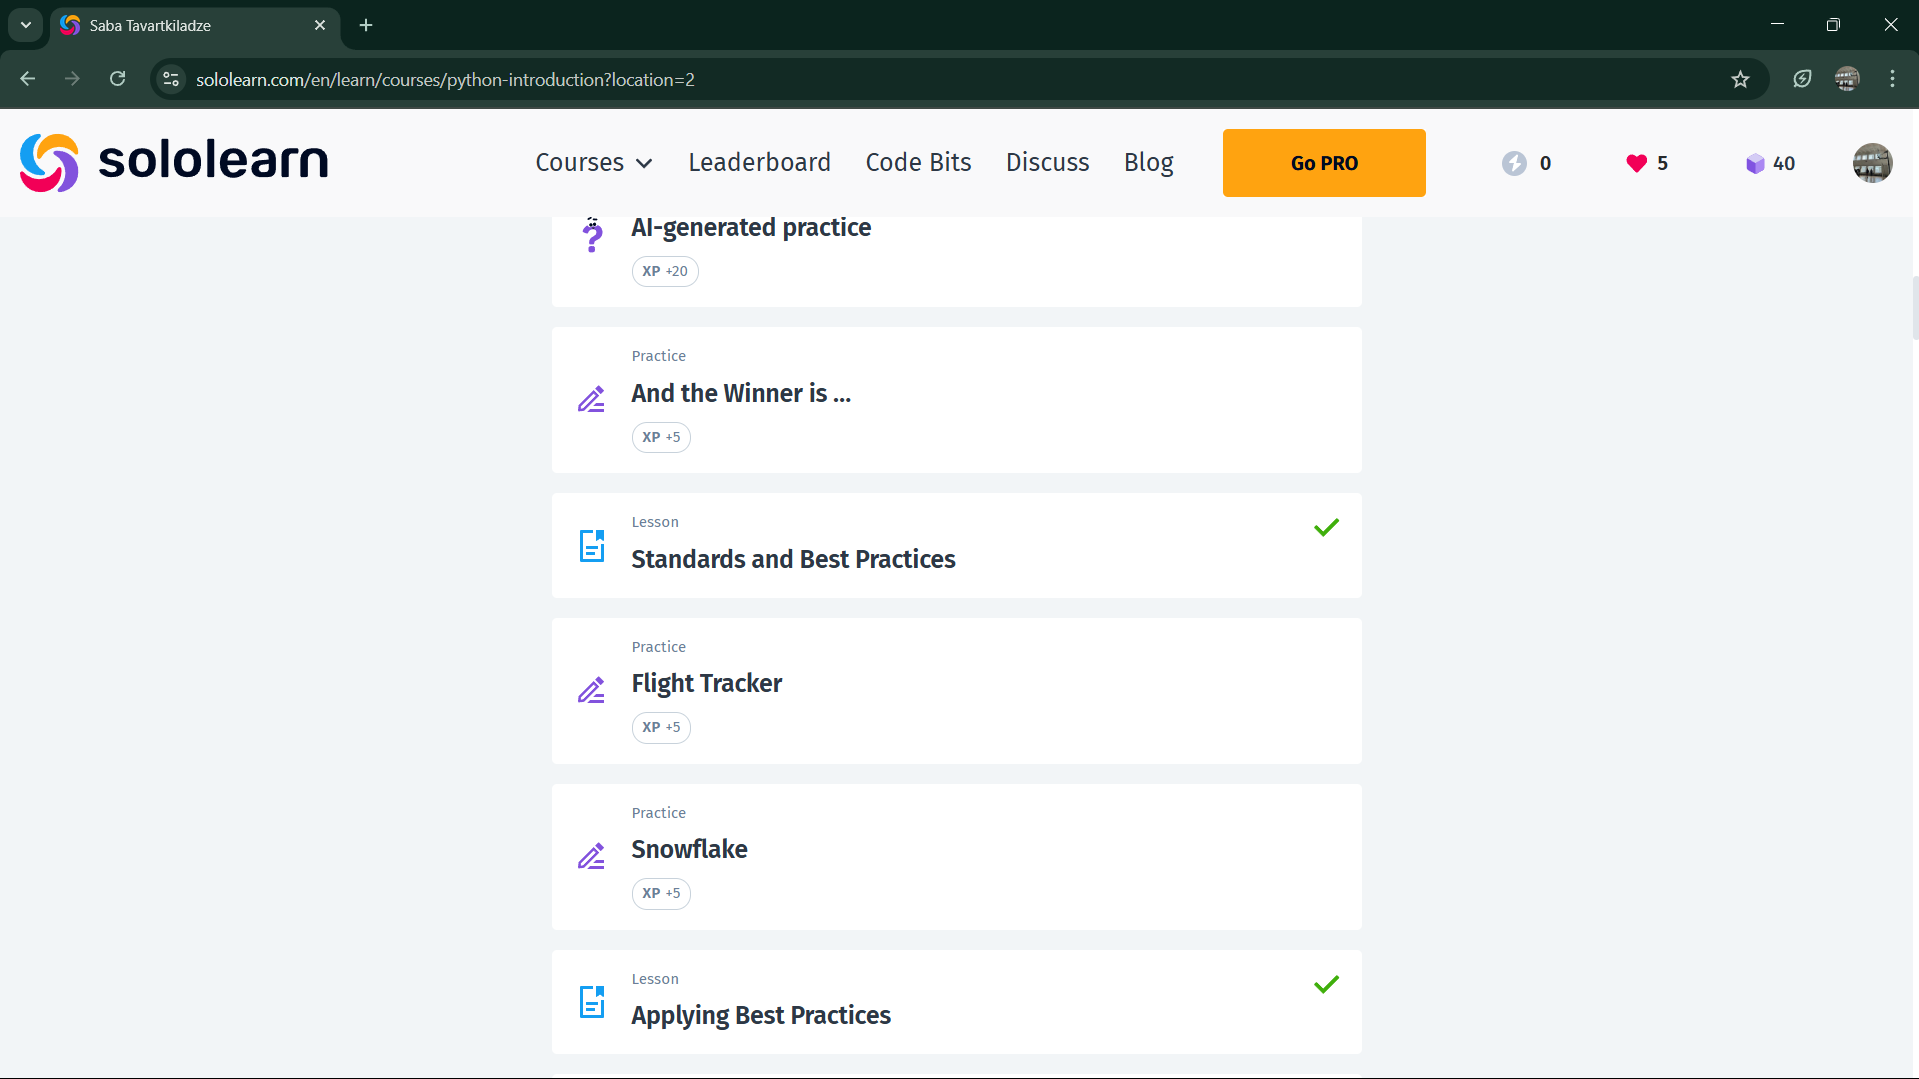 Saba Tavartkiladze
sololearn.com/en/learn/courses/python-introduction?location=2
sololearn
Courses
Leaderboard
Code Bits
Discuss
Blog
Go PRO
0
5
40
AI-generated practice
XP +20
Practice
And the Winner is ...
XP +5
Lesson
Standards and Best Practices
Practice
Flight Tracker
XP +5
Practice
Snowflake
XP +5
Lesson
Applying Best Practices